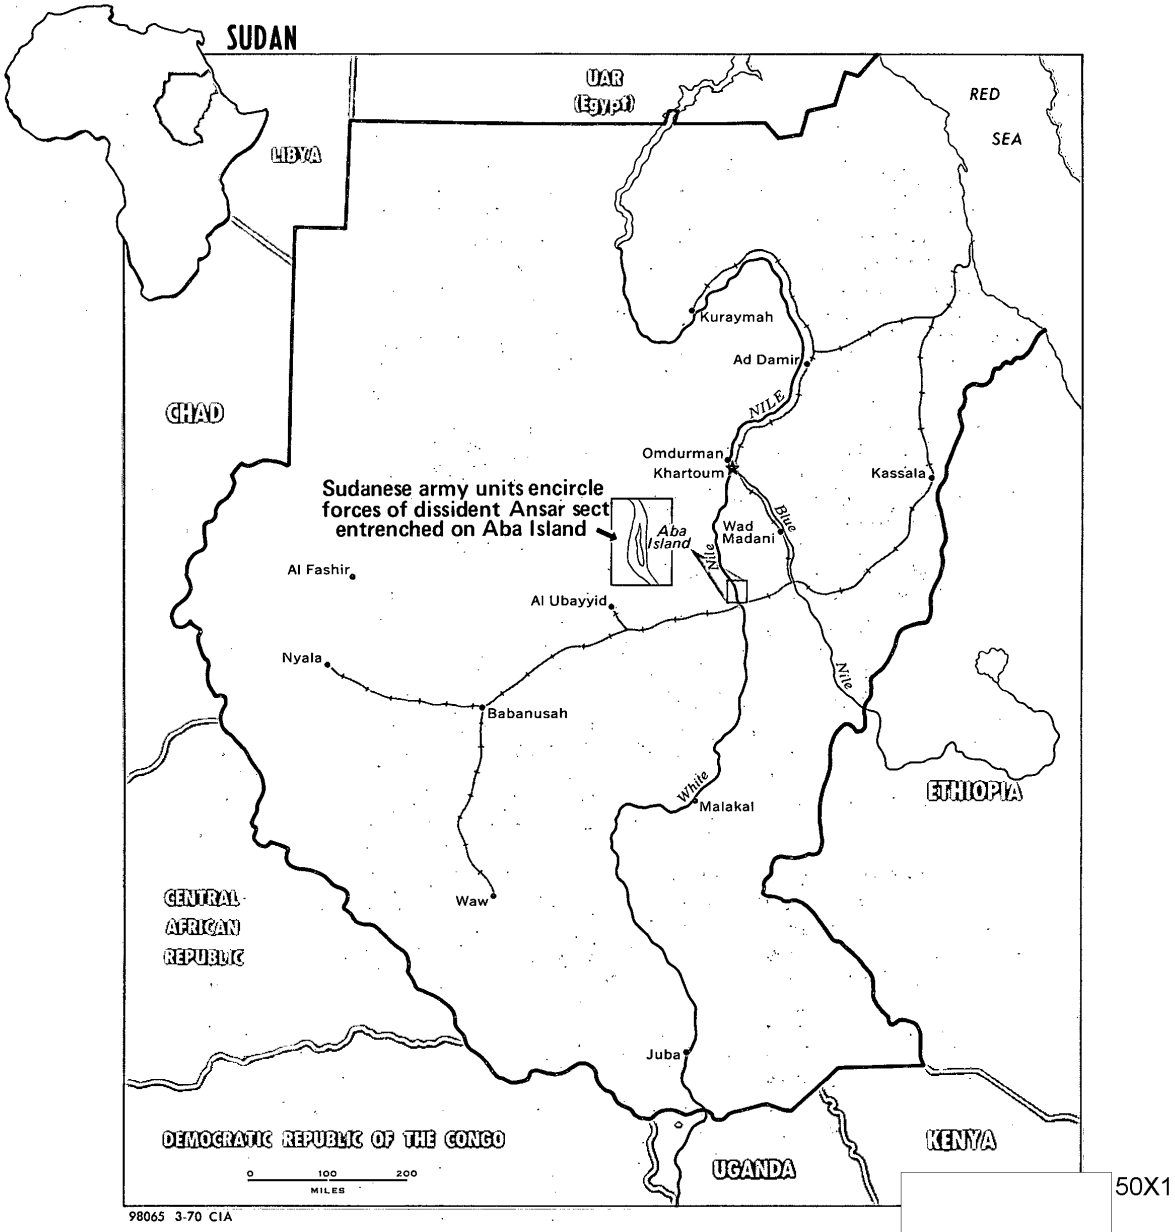 SUDAN
UAR
(Egypt)
RED
SEA
LIBYA
Kuraymah
Ad Damir
NILE
CHAD
Omdurman
Khartoum
Kassala
Sudanese army units encircle
forces of dissident Ansar sect
entrenched on Aba Island
Aba
Island
Nile
Wad
Madani
Blue
Al Fashir
Al Ubayyid
Nyala
Nile
Babanusah
White
Malakal
ETHIOPIA
CENTRAL
AFRICAN
REPUBLIC
Waw
Juba
DEMOCRATIC REPUBLIC OF THE CONGO
KENYA
UGANDA
0 100 200
MILES
50X1
98065 3-70 CIA